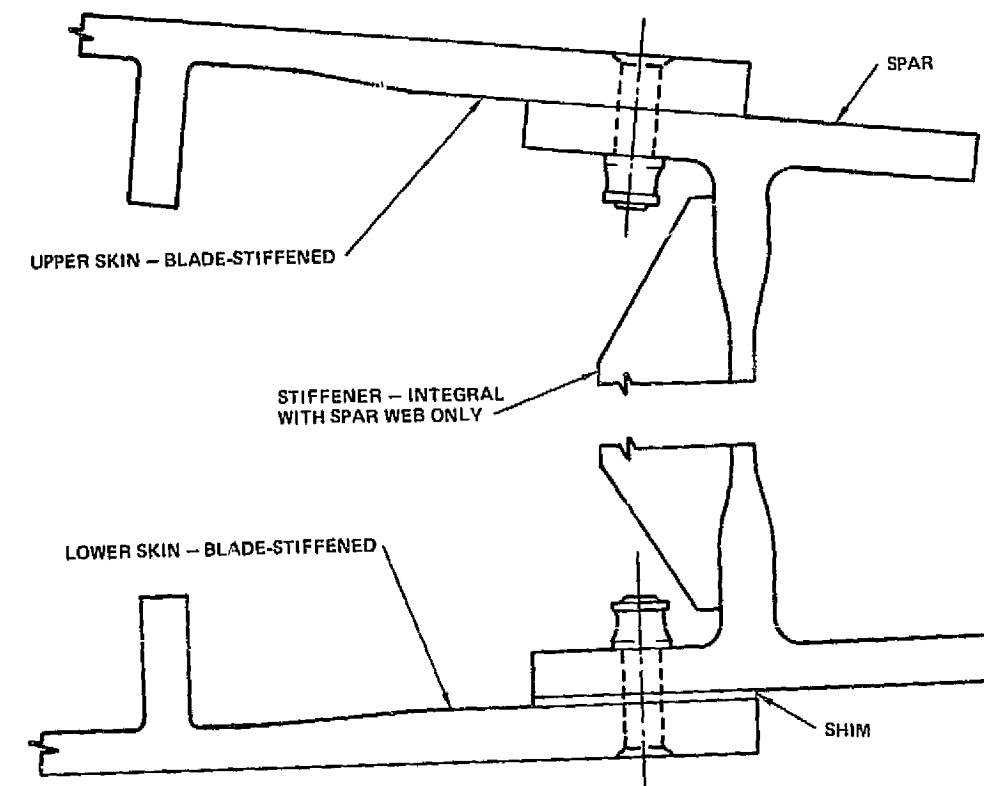 SPAR
UPPER SKIN – BLADE-STIFFENED
STIFFENER – INTEGRAL
WITH SPAR WEB ONLY
LOWER SKIN – BLADE-STIFFENED
SHIM